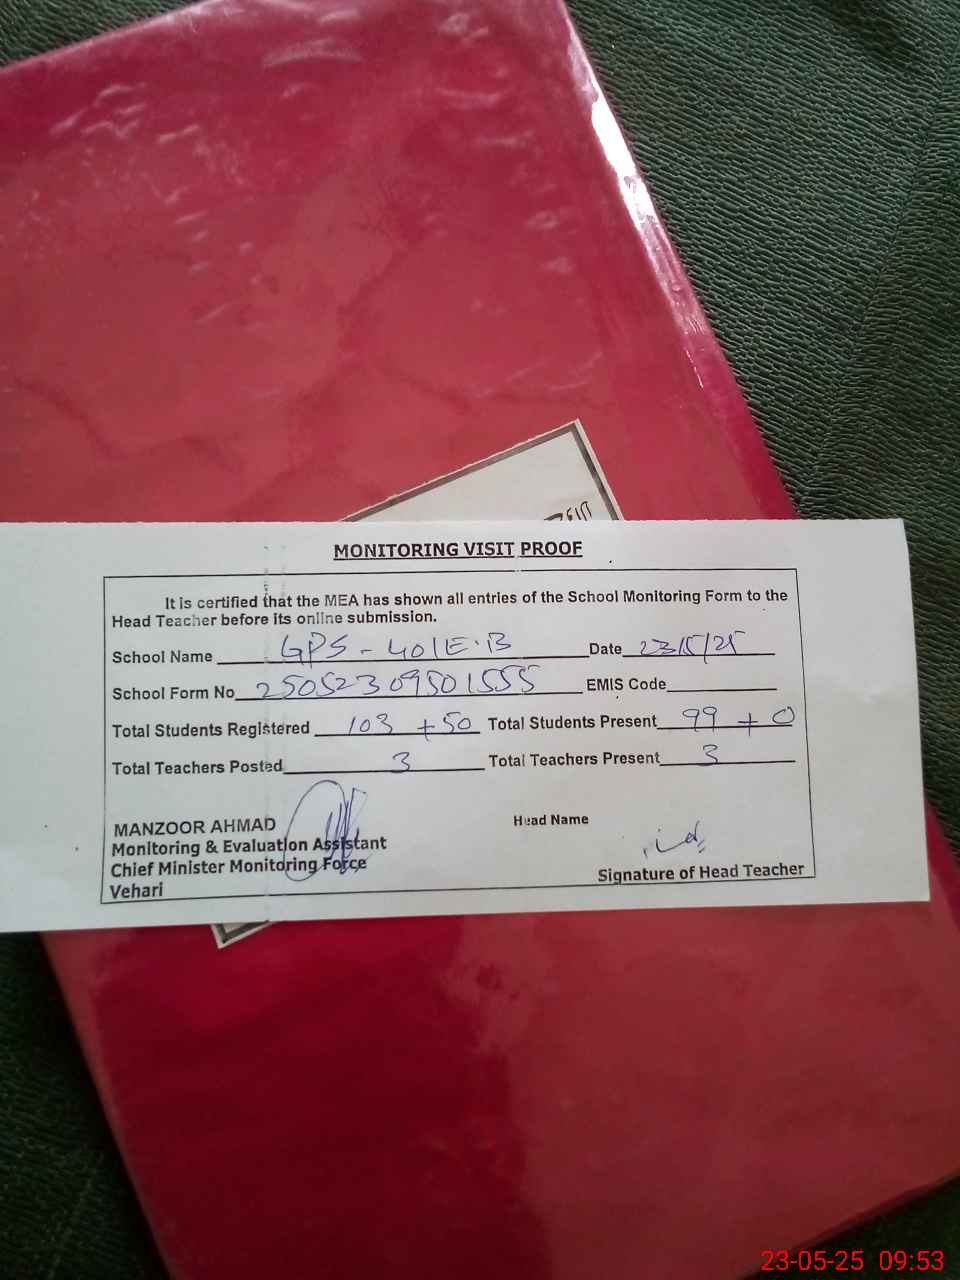 MONITORING VISIT PROOF
It is certified that the MEA has shown all entries of the School Monitoring Form to the
Head Teacher before its online submission.
School Name GPS - 401E.B Date 23/5/25
School Form No 25052309501555 EMIS Code
Total Students Registered 103 + 50 Total Students Present 99 + 0
Total Teachers Posted 3 Total Teachers Present 3
MANZOOR AHMAD Head Name
Monitoring & Evaluation Assistant
Chief Minister Monitoring Force
Vehari Signature of Head Teacher
23-05-25 09:53